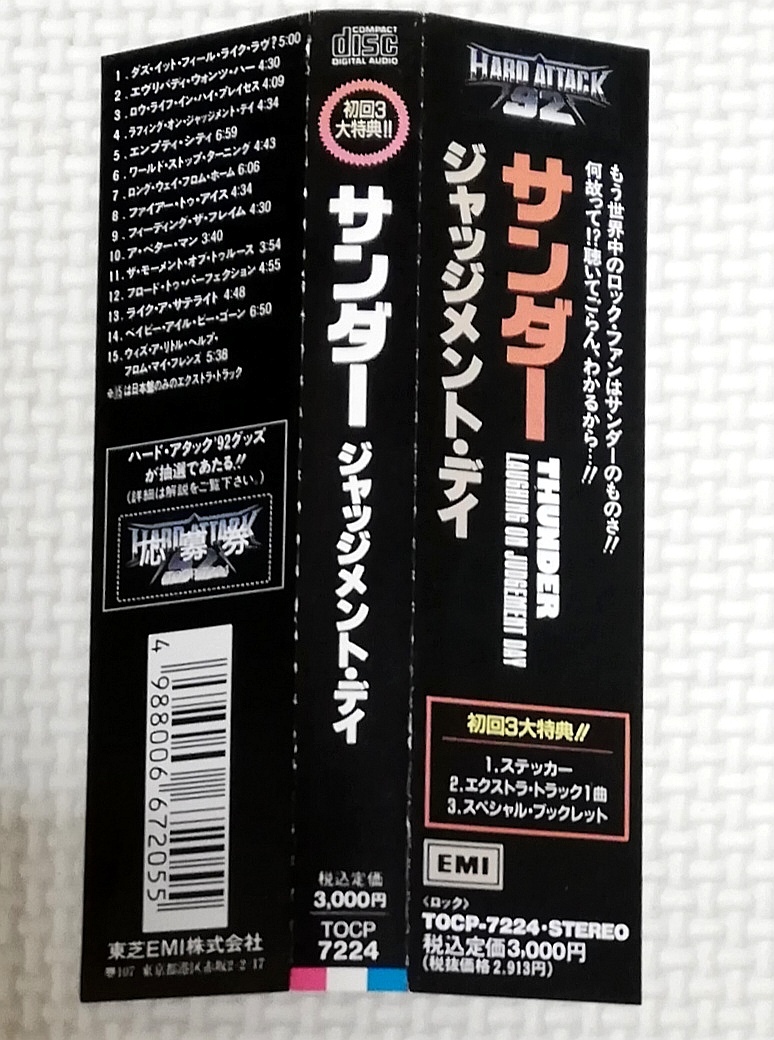 1. ダズ・イット・フィール・ライク・ラヴ? 5:00
2. エヴリバディ・ウォンツ・ハー 4:30
3. ロウ・ライフ・イン・ハイ・プレイセス 4:09
4. ラフィング・オン・ジャッジメント・デイ 4:34
5. エンプティ・シティ 6:59
6. ワールド・ストップ・ターニング 4:43
7. ロング・ウェイ・フロム・ホーム 6:06
8. ファイアー・トゥ・アイス 4:34
9. フィーディング・ザ・フレイム 4:30
10. ア・ベター・マン 3:40
11. ザ・モーメント・オブ・トゥルース 3:54
12. フロード・トゥ・パーフェクション 4:55
13. ライク・ア・サテライト 4:48
14. ベイビー・アイル・ビー・ゴーン 6:50
15. ウィズ・ア・リトル・ヘルプ・
フロム・マイ・フレンズ 5:38
※15は日本盤のみのエクストラ・トラック
ハード・アタック'92グッズ
が抽選であたる!!
(詳細は解説をご覧下さい。)
HARD ATTACK
92
応募券
4 988006 672055
東芝EMI株式会社
〒107 東京都港区赤坂2-2-17
COMPACT
disc
DIGITAL AUDIO
初回3
大特典!!
サンダー
ジャッジメント・デイ
税込定価
3,000円
TOCP
7224
HARD ATTACK
92
もう世界中のロック・ファンはサンダーのものさ!!
何故って!?聴いてごらん、わかるから…!!
サンダー
ジャッジメント・デイ
THUNDER
LAUGHING ON JUDGEMENT DAY
初回3大特典!!
1.ステッカー
2.エクストラ・トラック1曲
3.スペシャル・ブックレット
EMI
〈ロック〉
TOCP-7224・STEREO
税込定価3,000円
(税抜価格2,913円)